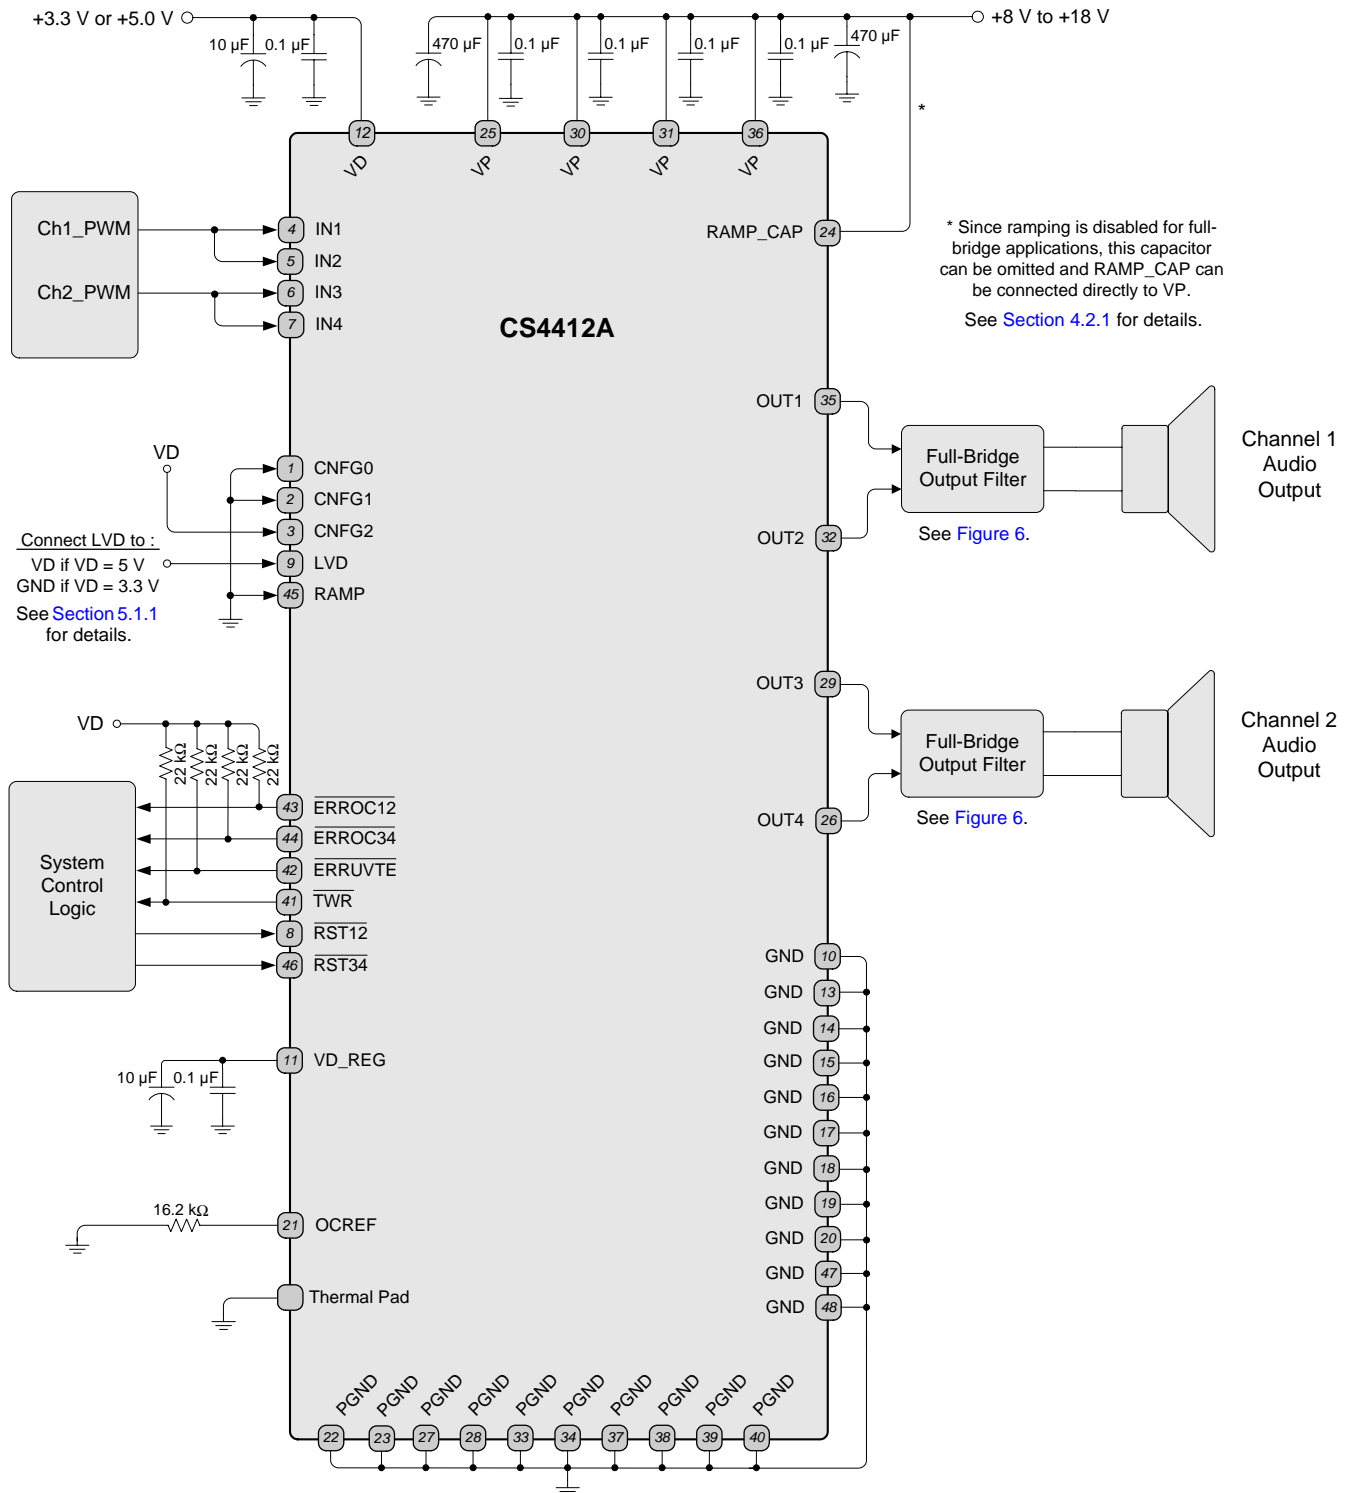 +3.3 V or +5.0 V
10 µF
0.1 µF
470 µF
0.1 µF
0.1 µF
0.1 µF
0.1 µF
470 µF
+8 V to +18 V
*
12
25
30
31
36
VD
VP
VP
VP
VP
Ch1_PWM
Ch2_PWM
4 IN1
5 IN2
6 IN3
7 IN4
RAMP_CAP 24
* Since ramping is disabled for full-
bridge applications, this capacitor
can be omitted and RAMP_CAP can
be connected directly to VP.
See Section 4.2.1 for details.
CS4412A
OUT1 35
OUT2 32
Full-Bridge
Output Filter
See Figure 6.
Channel 1
Audio
Output
VD
1 CNFG0
2 CNFG1
3 CNFG2
9 LVD
45 RAMP
Connect LVD to :
VD if VD = 5 V
GND if VD = 3.3 V
See Section 5.1.1
for details.
OUT3 29
OUT4 26
Full-Bridge
Output Filter
See Figure 6.
Channel 2
Audio
Output
VD
22 kΩ
22 kΩ
22 kΩ
22 kΩ
System
Control
Logic
43 ERROC12
44 ERROC34
42 ERRUVTE
41 TWR
8 RST12
46 RST34
GND 10
GND 13
GND 14
GND 15
GND 16
GND 17
GND 18
GND 19
GND 20
GND 47
GND 48
11 VD_REG
10 µF
0.1 µF
16.2 kΩ
21 OCREF
Thermal Pad
PGND
PGND
PGND
PGND
PGND
PGND
PGND
PGND
PGND
PGND
22
23
27
28
33
34
37
38
39
40